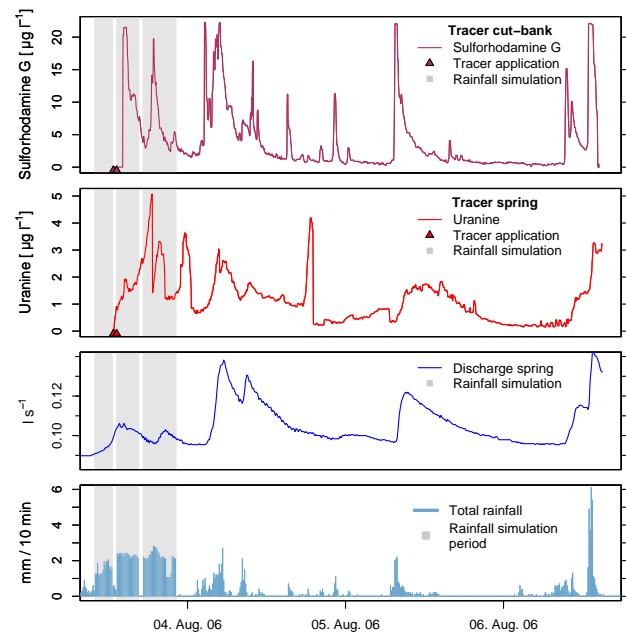 Sulforhodamine G [ µg l⁻¹]
20
15
10
5
0
Tracer cut−bank
Sulforhodamine G
Tracer application
Rainfall simulation
Uranine [ µg l⁻¹]
5
4
3
2
1
0
Tracer spring
Uranine
Tracer application
Rainfall simulation
l s⁻¹
0.12
0.10
Discharge spring
Rainfall simulation
mm / 10 min
6
4
2
0
Total rainfall
Rainfall simulation
period
04. Aug. 06
05. Aug. 06
06. Aug. 06